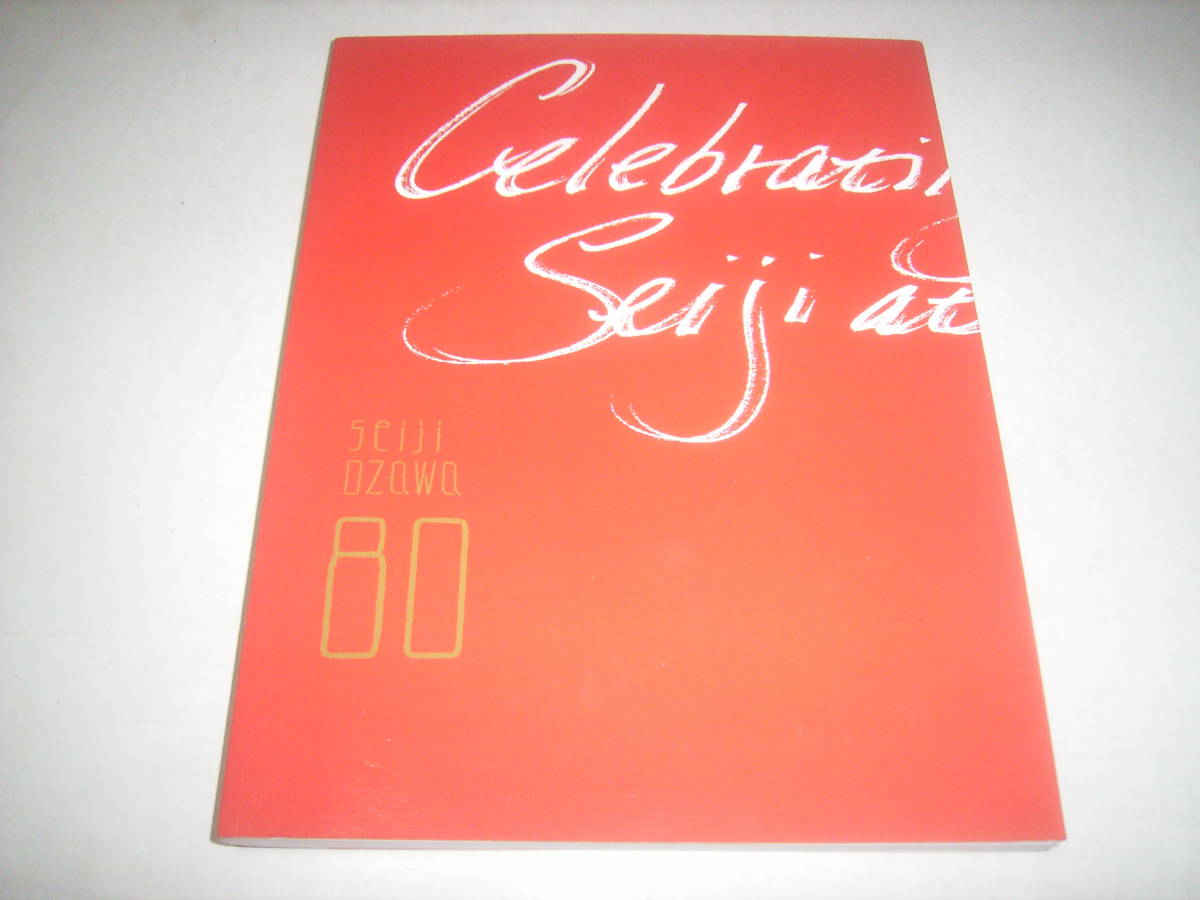 Celebrati
Seiji at
seiji
ozawa
80